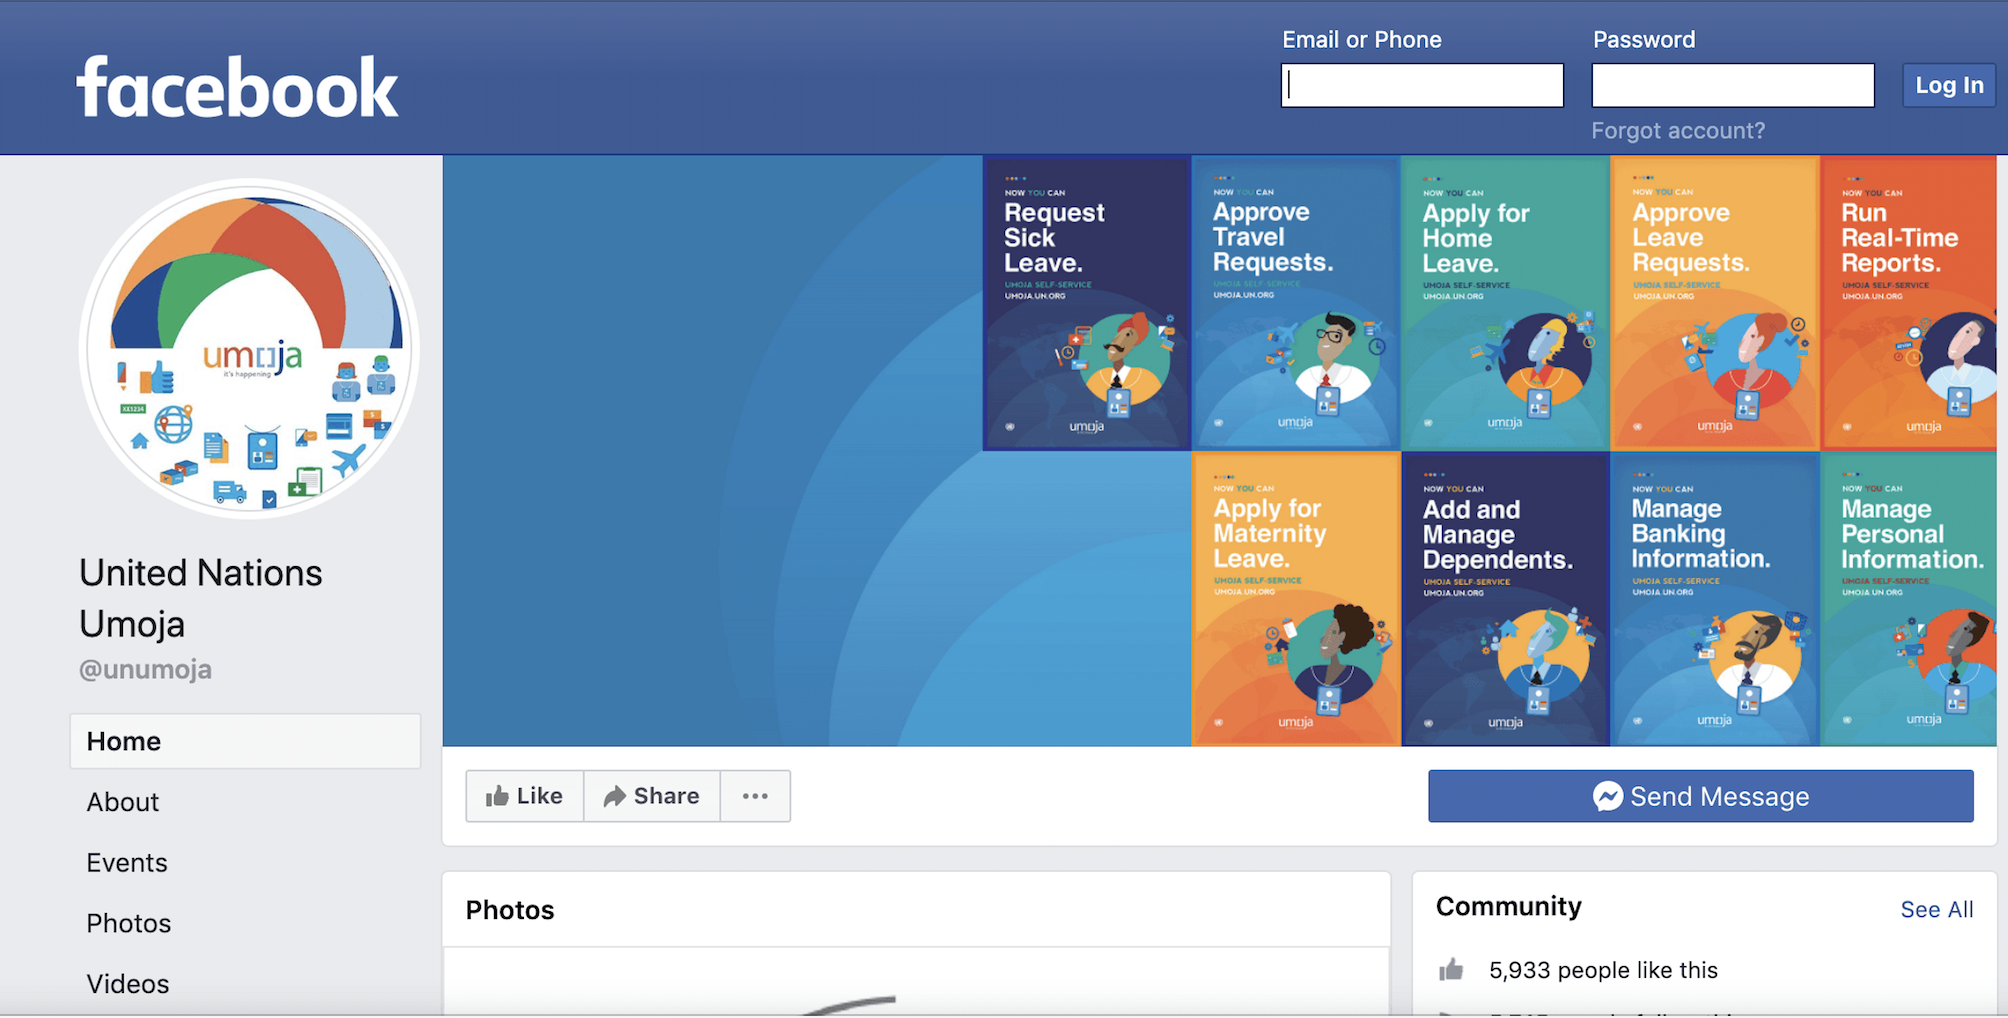 facebook
Email or Phone
Password
Log In
Forgot account?
umoja
it's happening
XE1234
United Nations
Umoja
@unumoja
Home
About
Events
Photos
Videos
NOW YOU CAN
Request
Sick
Leave.
UMOJA SELF-SERVICE
UMOJA.UN.ORG
umoja
NOW YOU CAN
Approve
Travel
Requests.
UMOJA SELF-SERVICE
UMOJA.UN.ORG
umoja
NOW YOU CAN
Apply for
Home
Leave.
UMOJA SELF-SERVICE
UMOJA.UN.ORG
umoja
NOW YOU CAN
Approve
Leave
Requests.
UMOJA SELF-SERVICE
UMOJA.UN.ORG
umoja
NOW YOU CAN
Run
Real-Time
Reports.
UMOJA SELF-SERVICE
UMOJA.UN.ORG
umoja
NOW YOU CAN
Apply for
Maternity
Leave.
UMOJA SELF-SERVICE
UMOJA.UN.ORG
umoja
NOW YOU CAN
Add and
Manage
Dependents.
UMOJA SELF-SERVICE
UMOJA.UN.ORG
umoja
NOW YOU CAN
Manage
Banking
Information.
UMOJA SELF-SERVICE
UMOJA.UN.ORG
umoja
NOW YOU CAN
Manage
Personal
Information.
UMOJA SELF-SERVICE
UMOJA.UN.ORG
umoja
Like
Share
Send Message
Photos
Community
See All
5,933 people like this